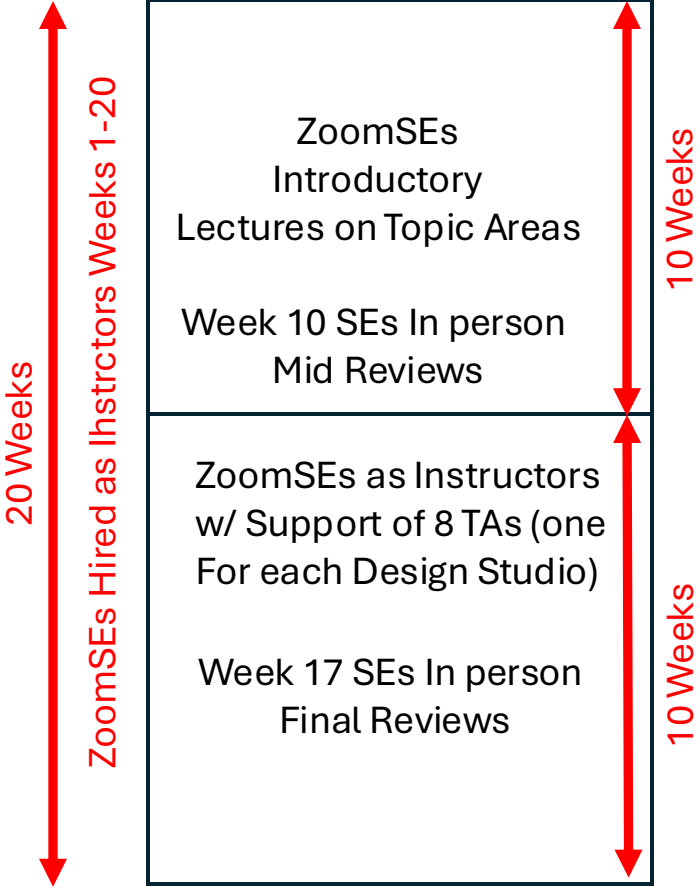 20 Weeks
ZoomSEs Hired as Ihstrctors Weeks 1-20
ZoomSEs
Introductory
Lectures on Topic Areas
Week 10 SEs In person
Mid Reviews
10 Weeks
ZoomSEs as Instructors
w/ Support of 8 TAs (one
For each Design Studio)
Week 17 SEs In person
Final Reviews
10 Weeks